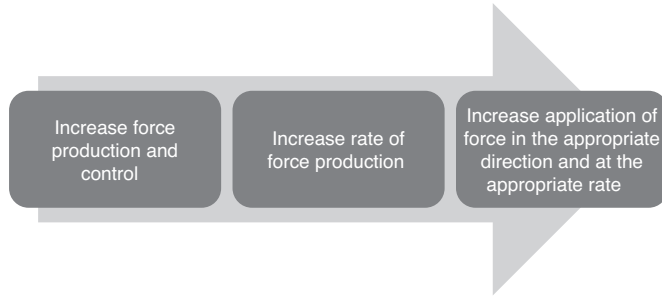 Increase force
production and
control
Increase rate of
force production
Increase application of
force in the appropriate
direction and at the
appropriate rate